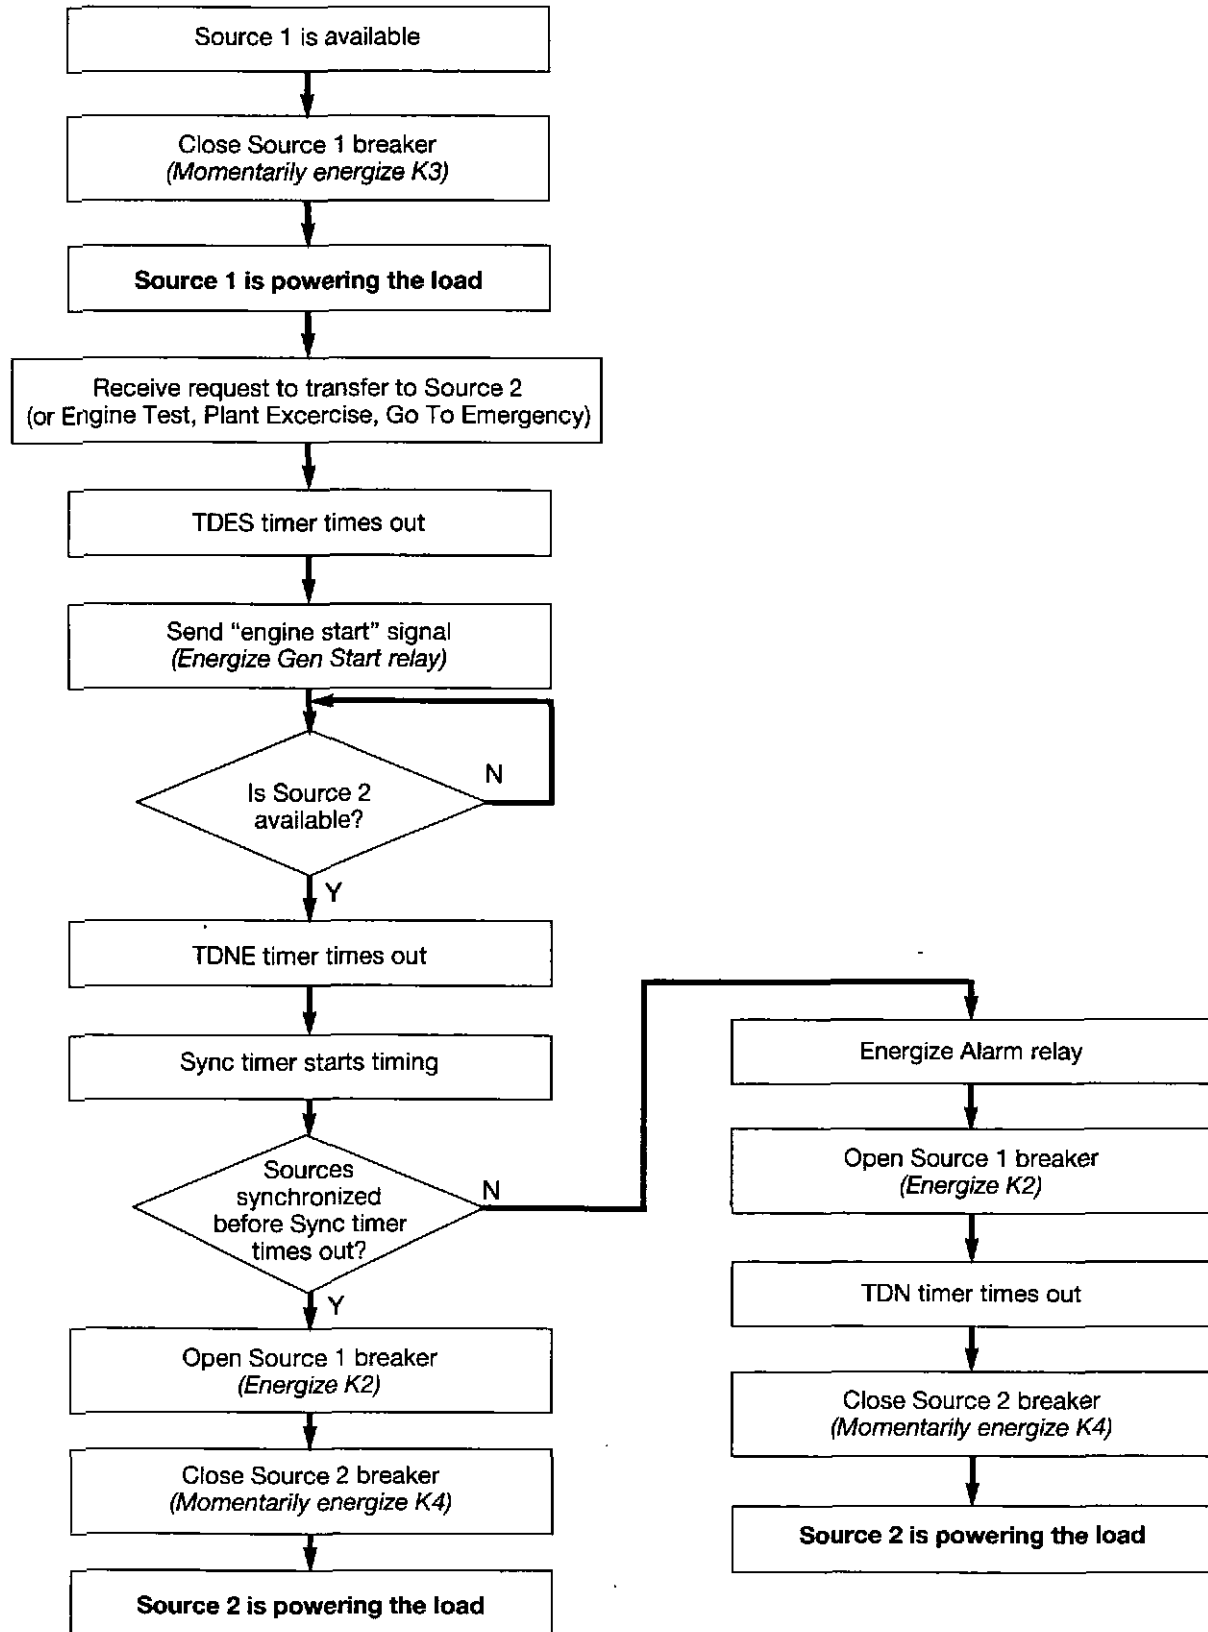 Source 1 is available
Close Source 1 breaker
(Momentarily energize K3)
Source 1 is powering the load
Receive request to transfer to Source 2
(or Engine Test, Plant Excercise, Go To Emergency)
TDES timer times out
Send “engine start” signal
(Energize Gen Start relay)
Is Source 2
available?
N
Y
TDNE timer times out
Sync timer starts timing
Sources
synchronized
before Sync timer
times out?
N
Y
Open Source 1 breaker
(Energize K2)
Close Source 2 breaker
(Momentarily energize K4)
Source 2 is powering the load
Energize Alarm relay
Open Source 1 breaker
(Energize K2)
TDN timer times out
Close Source 2 breaker
(Momentarily energize K4)
Source 2 is powering the load